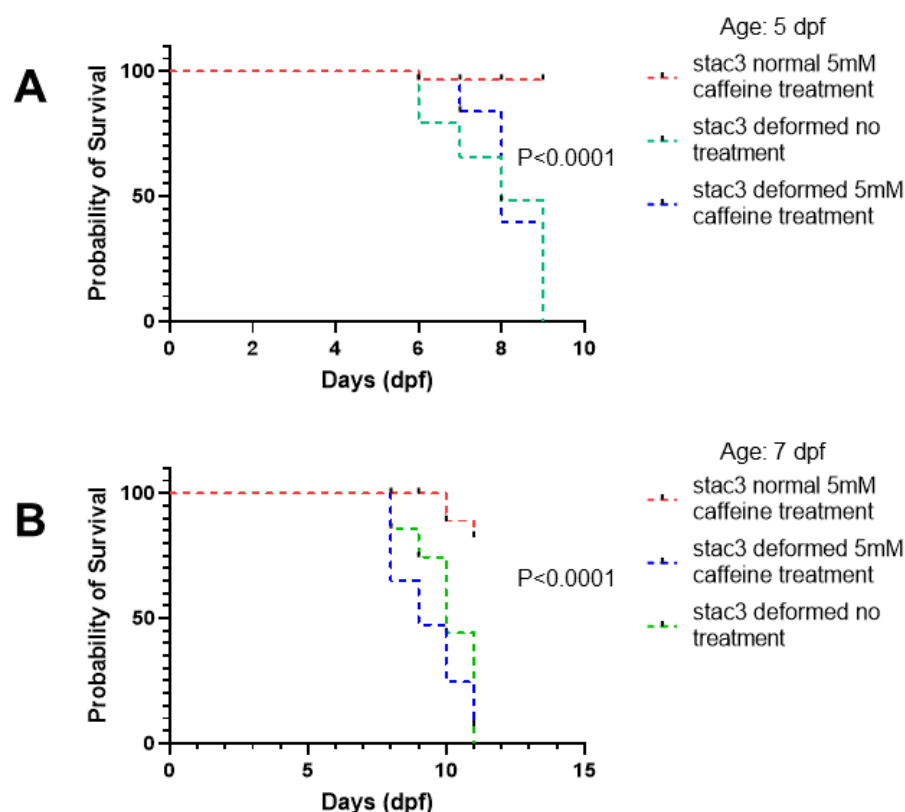 A
Probability of Survival
100
50
0
0 2 4 6 8 10
Days (dpf)
P<0.0001
Age: 5 dpf
stac3 normal 5mM
caffeine treatment
stac3 deformed no
treatment
stac3 deformed 5mM
caffeine treatment
B
Probability of Survival
100
50
0
0 5 10 15
Days (dpf)
P<0.0001
Age: 7 dpf
stac3 normal 5mM
caffeine treatment
stac3 deformed 5mM
caffeine treatment
stac3 deformed no
treatment